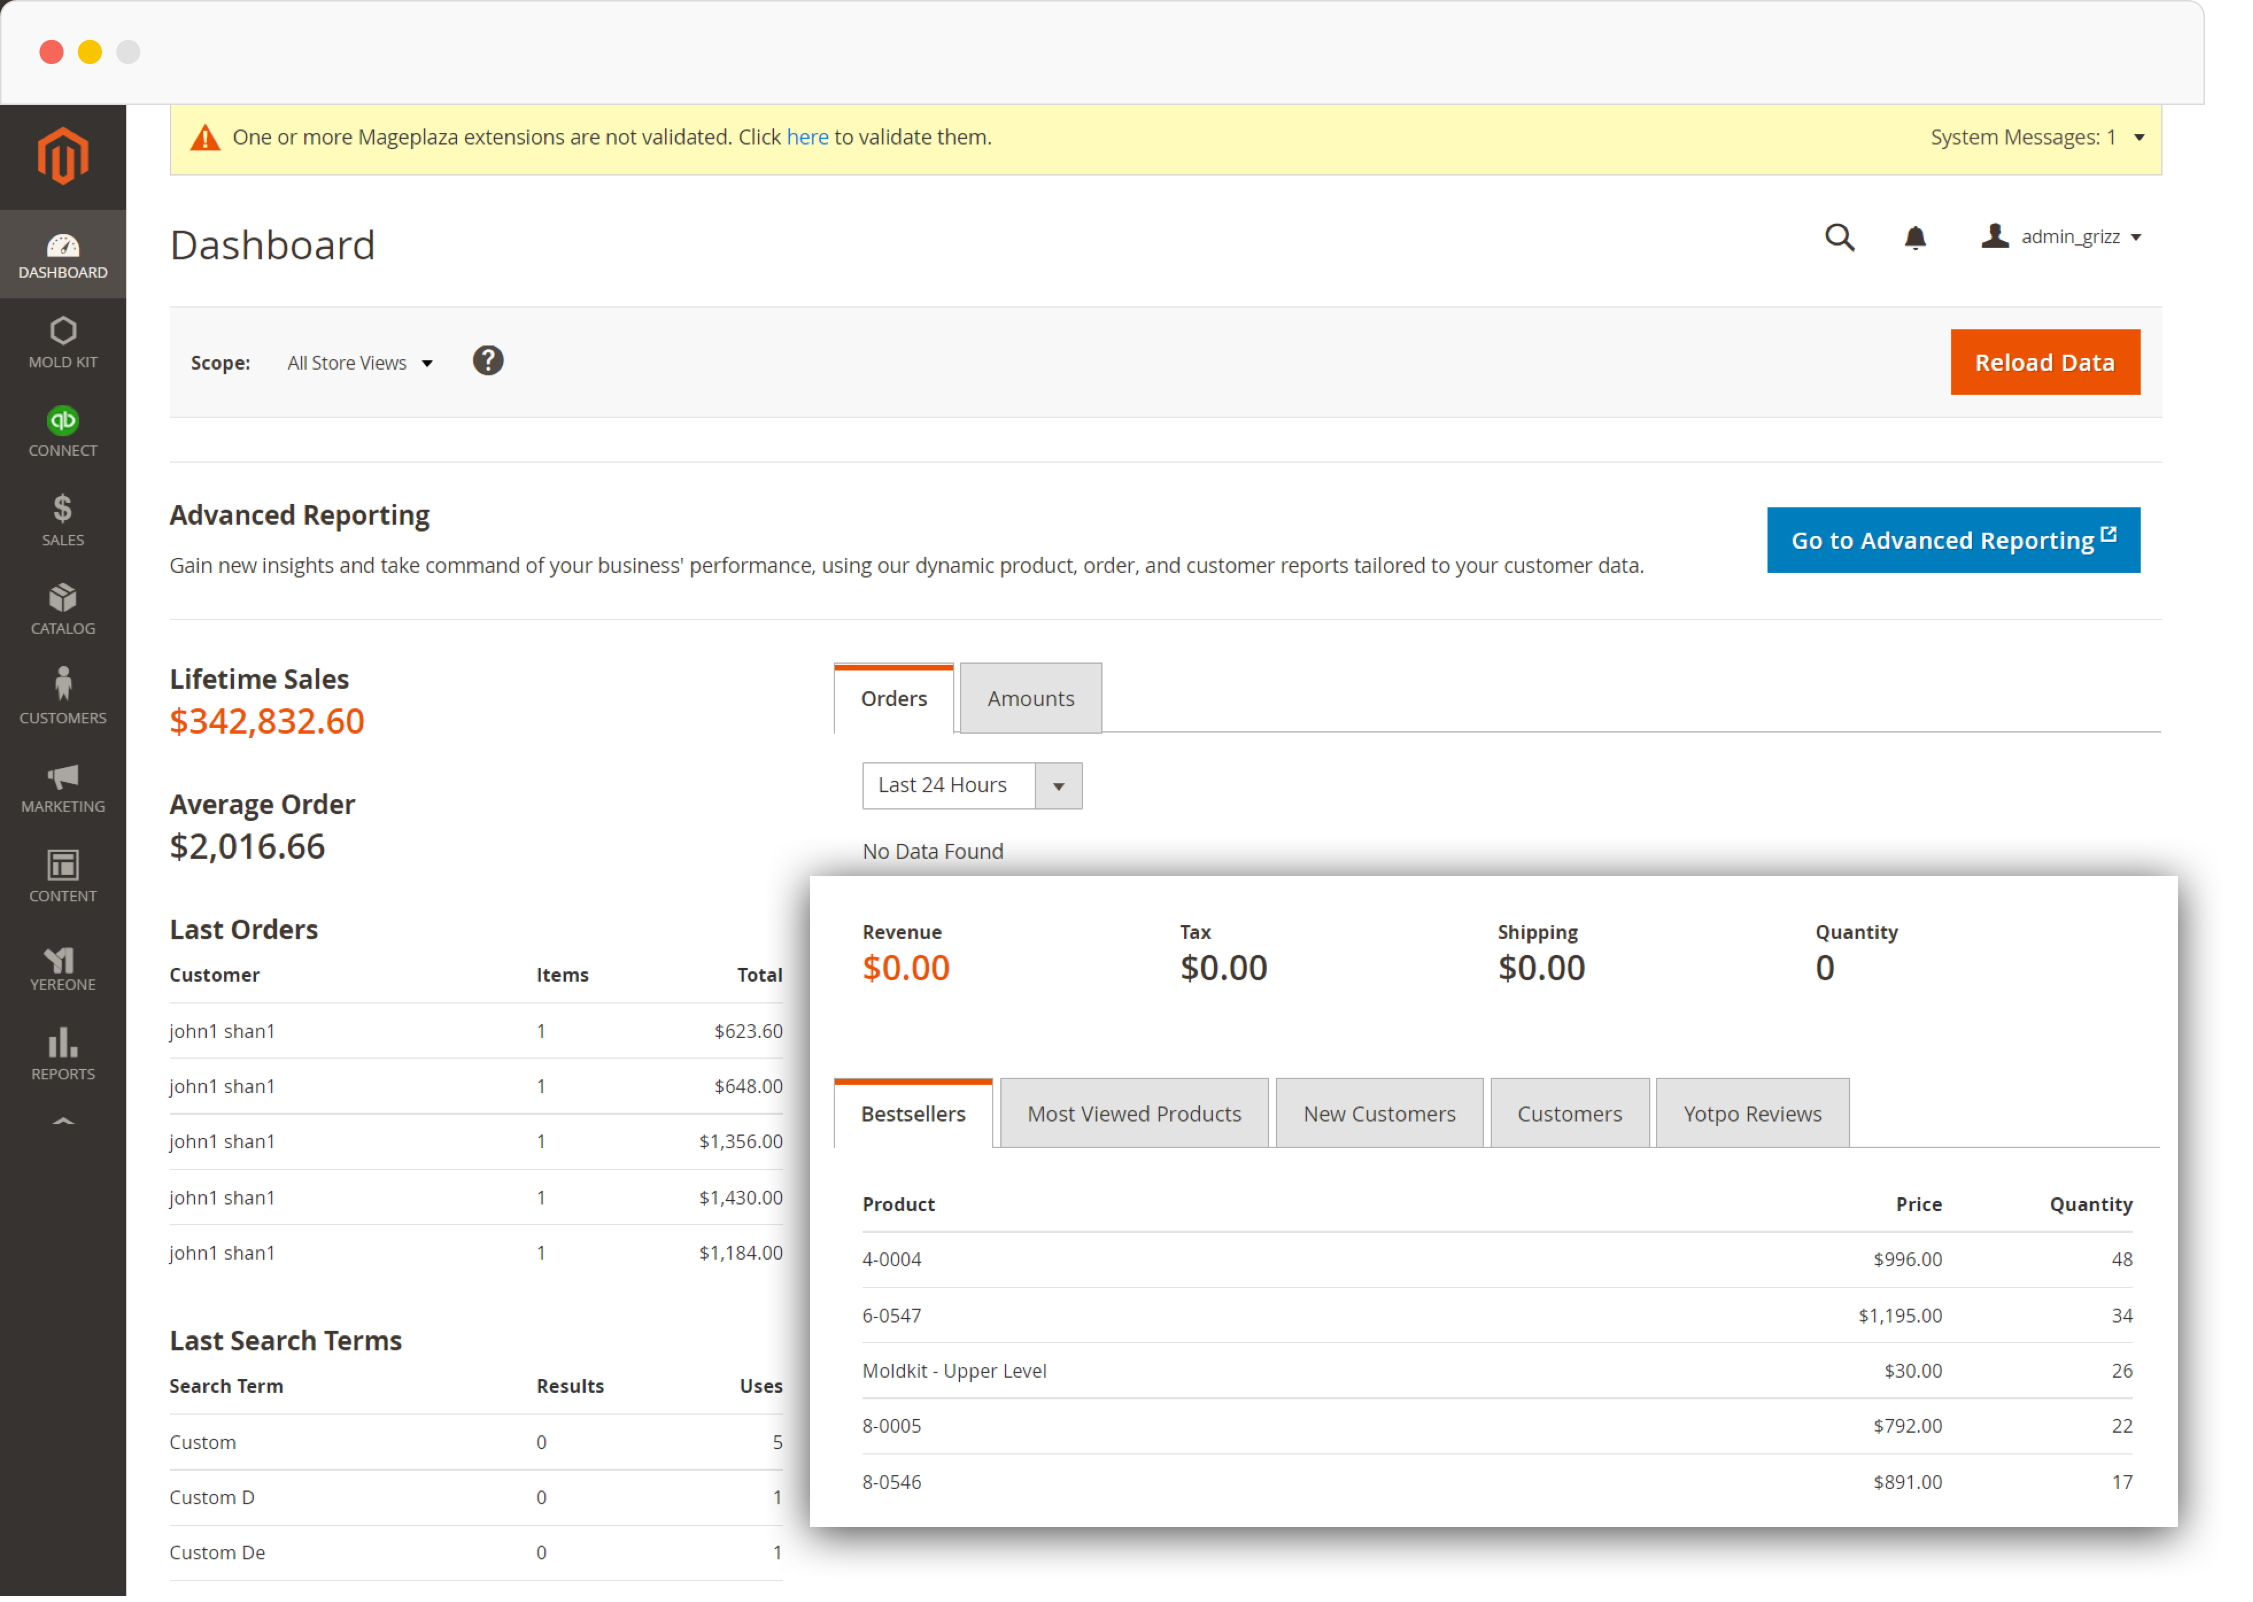 One or more Mageplaza extensions are not validated. Click here to validate them.
System Messages: 1
DASHBOARD
MOLD KIT
qb
CONNECT
$
SALES
CATALOG
CUSTOMERS
MARKETING
CONTENT
YEREONE
REPORTS
Dashboard
admin_grizz
Scope: All Store Views ?
Reload Data
Advanced Reporting
Gain new insights and take command of your business' performance, using our dynamic product, order, and customer reports tailored to your customer data.
Go to Advanced Reporting
Lifetime Sales
$342,832.60
Average Order
$2,016.66
Last Orders
Customer Items Total
john1 shan1 1 $623.60
john1 shan1 1 $648.00
john1 shan1 1 $1,356.00
john1 shan1 1 $1,430.00
john1 shan1 1 $1,184.00
Last Search Terms
Search Term Results Uses
Custom 0 5
Custom D 0 1
Custom De 0 1
Orders Amounts
Last 24 Hours
No Data Found
Revenue Tax Shipping Quantity
$0.00 $0.00 $0.00 0
Bestsellers Most Viewed Products New Customers Customers Yotpo Reviews
Product Price Quantity
4-0004 $996.00 48
6-0547 $1,195.00 34
Moldkit - Upper Level $30.00 26
8-0005 $792.00 22
8-0546 $891.00 17